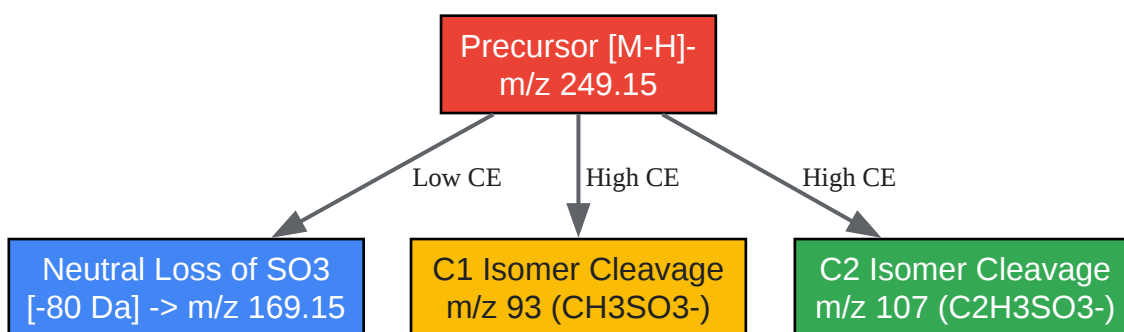 Precursor [M-H]-
m/z 249.15
Low CE
High CE
High CE
Neutral Loss of SO3
[-80 Da] -> m/z 169.15
C1 Isomer Cleavage
m/z 93 (CH3SO3-)
C2 Isomer Cleavage
m/z 107 (C2H3SO3-)